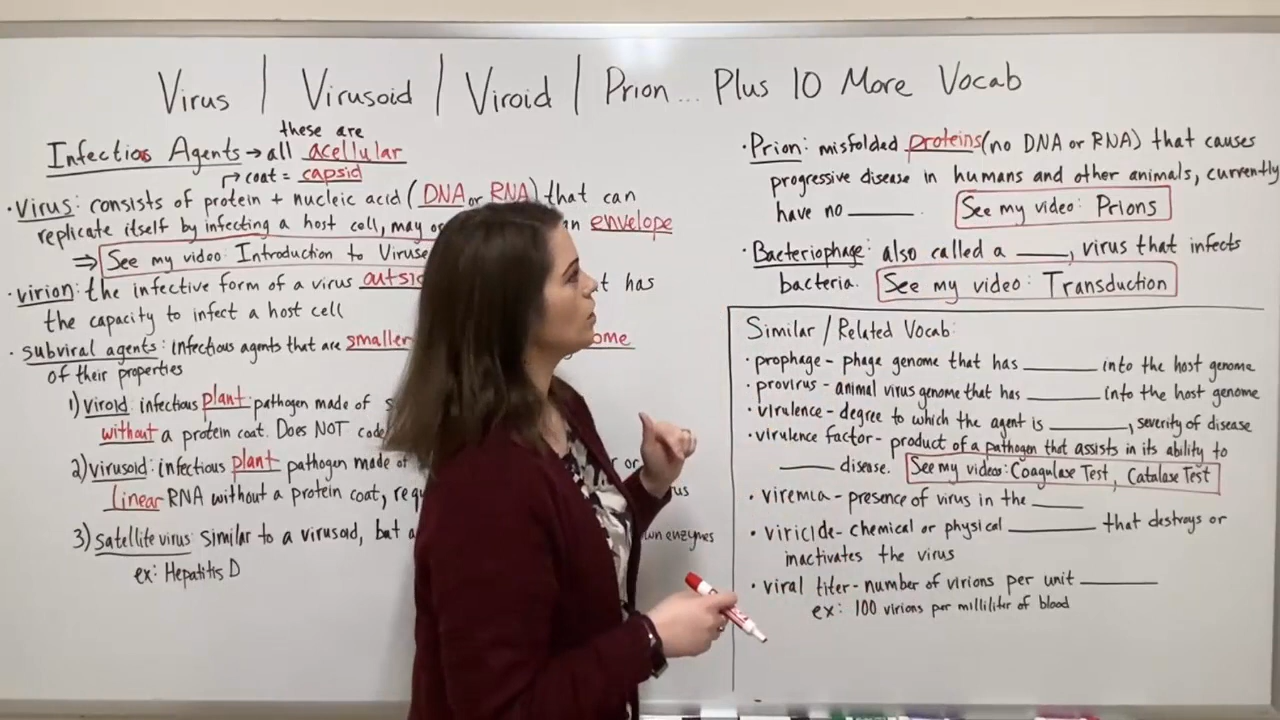 Virus | Virusoid | Viroid | Prion... Plus 10 More Vocab
these are
Infectious Agents → all acellular
coat = capsid
• Virus: consists of protein + nucleic acid (DNA or RNA) that can
replicate itself by infecting a host cell, may or envelope
⇒ See my video: Introduction to Viruse
• virion: the infective form of a virus outsi t has
the capacity to infect a host cell
• subviral agents: infectious agents that are smaller ome
of their properties
1) viroid: infectious plant pathogen made of
without a protein coat. Does NOT code
2) virusoid: infectious plant pathogen made of r or
linear RNA without a protein coat, requ us
3) satellite virus: similar to a virusoid, but own enzymes
ex: Hepatitis D
• Prion: misfolded proteins (no DNA or RNA) that causes
progressive disease in humans and other animals, currently
have no ______. See my video: Prions
• Bacteriophage: also called a _____, virus that infects
bacteria. See my video: Transduction
Similar / Related Vocab:
• prophage - phage genome that has ______ into the host genome
• provirus - animal virus genome that has ______ into the host genome
• virulence - degree to which the agent is ______, severity of disease
• virulence factor - product of a pathogen that assists in its ability to
_____ disease. See my videos: Coagulase Test, Catalase Test
• viremia - presence of virus in the _____
• viricide - chemical or physical ______ that destroys or
inactivates the virus
• viral titer - number of virions per unit ______
ex: 100 virions per milliliter of blood